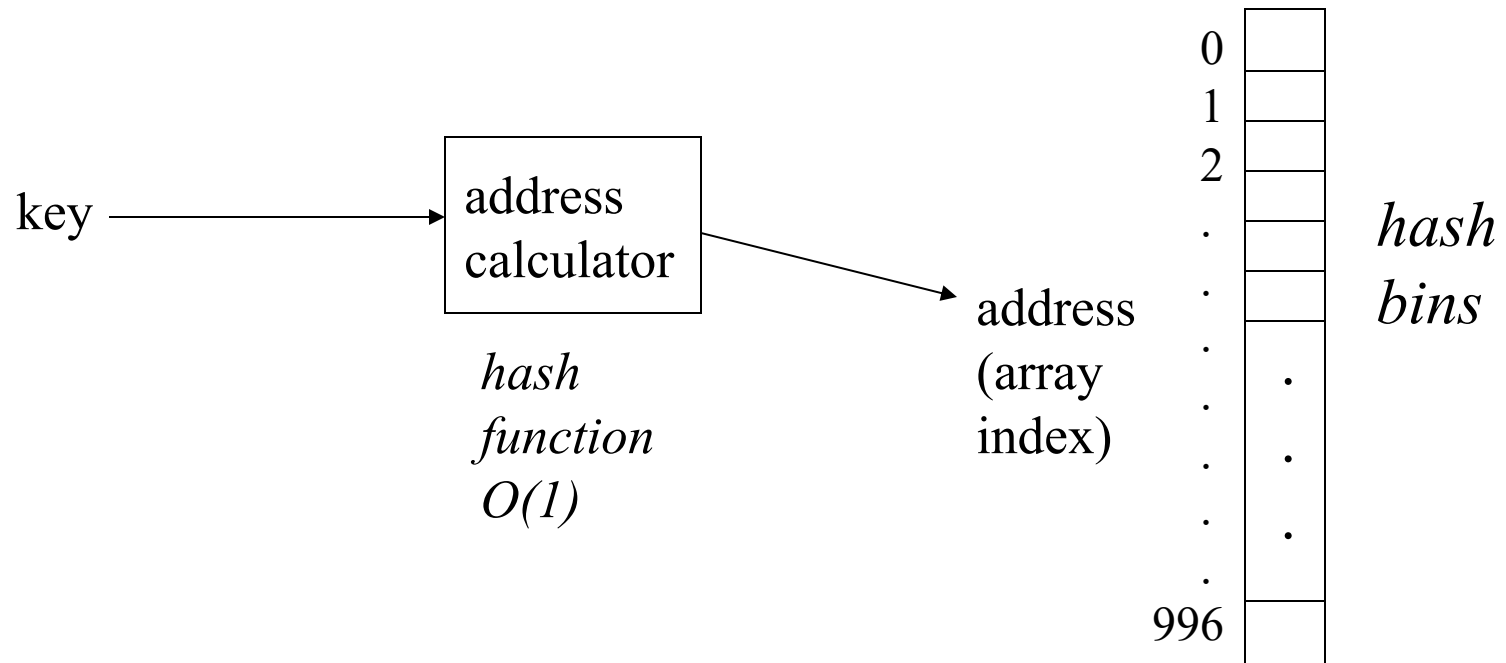 key
address
calculator
hash
function
O(1)
address
(array
index)
0
1
2
.
.
.
.
.
.
.
996
.
.
.
hash
bins